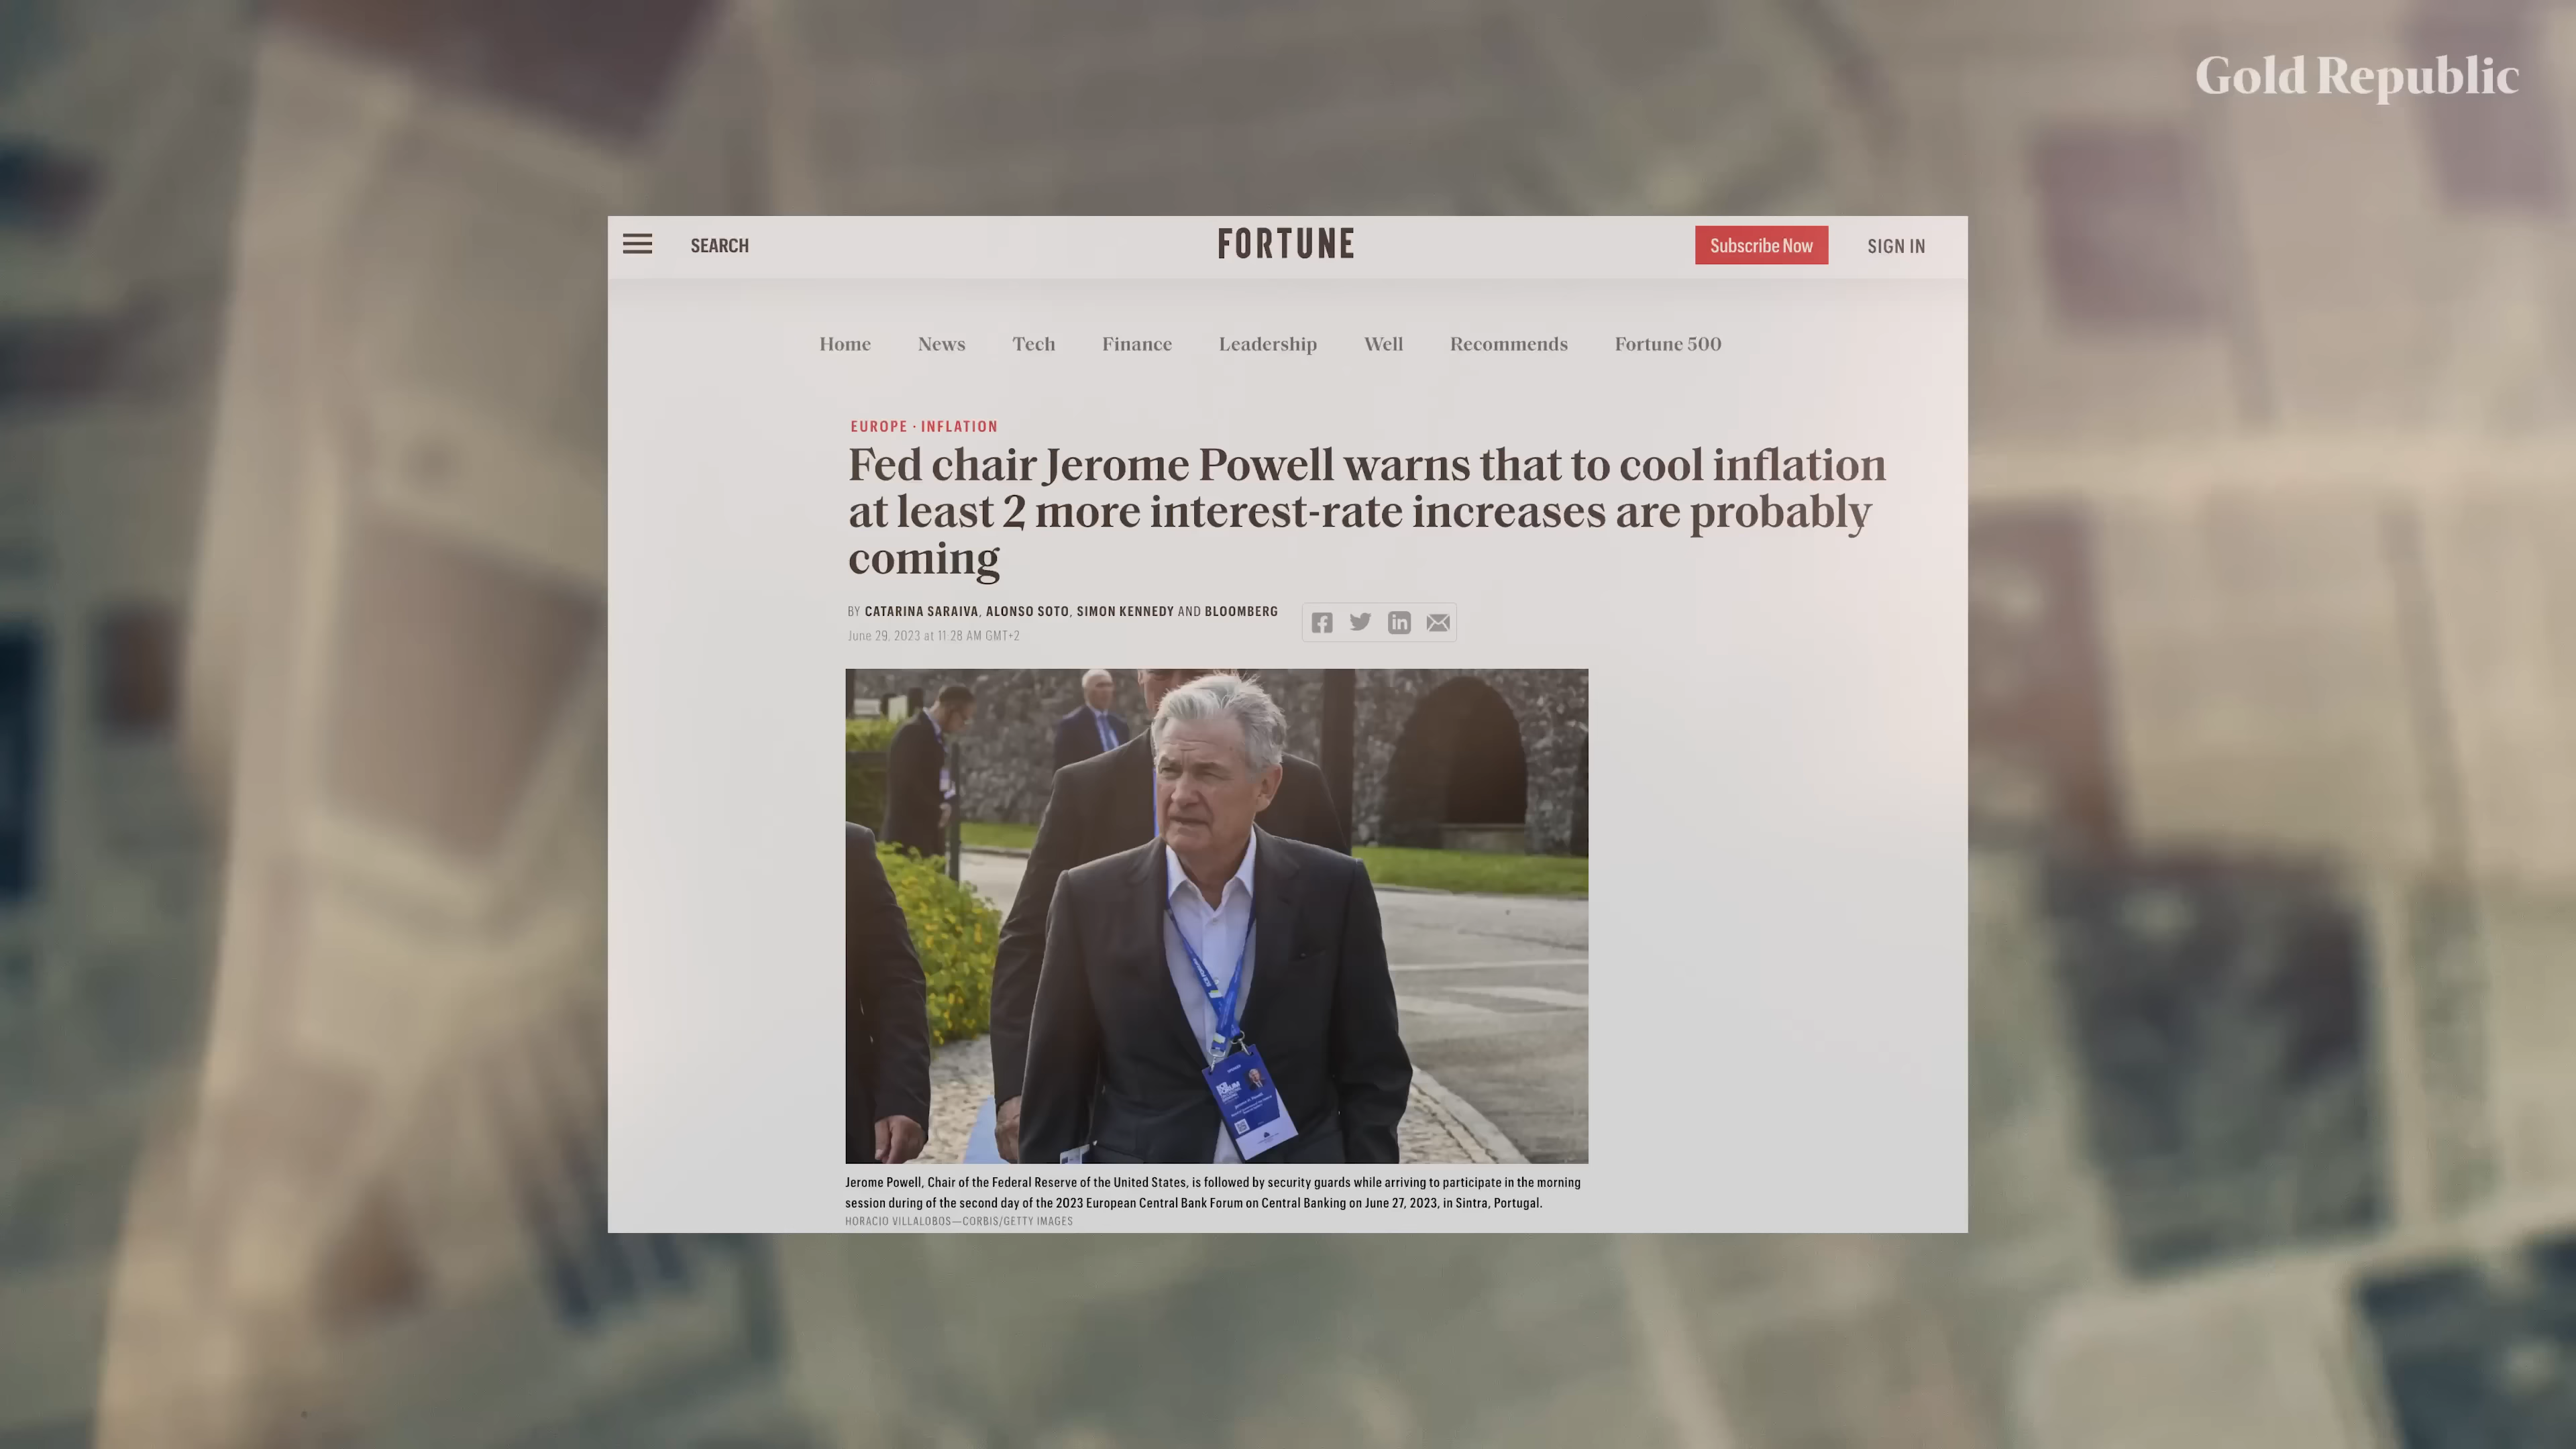 Gold Republic
SEARCH
FORTUNE
Subscribe Now
SIGN IN
Home News Tech Finance Leadership Well Recommends Fortune 500
EUROPE · INFLATION
Fed chair Jerome Powell warns that to cool inflation
at least 2 more interest-rate increases are probably
coming
BY CATARINA SARAIVA, ALONSO SOTO, SIMON KENNEDY AND BLOOMBERG
June 29, 2023 at 11:28 AM GMT+2
Jerome Powell, Chair of the Federal Reserve of the United States, is followed by security guards while arriving to participate in the morning
session during of the second day of the 2023 European Central Bank Forum on Central Banking on June 27, 2023, in Sintra, Portugal.
HORACIO VILLALOBOS—CORBIS/GETTY IMAGES